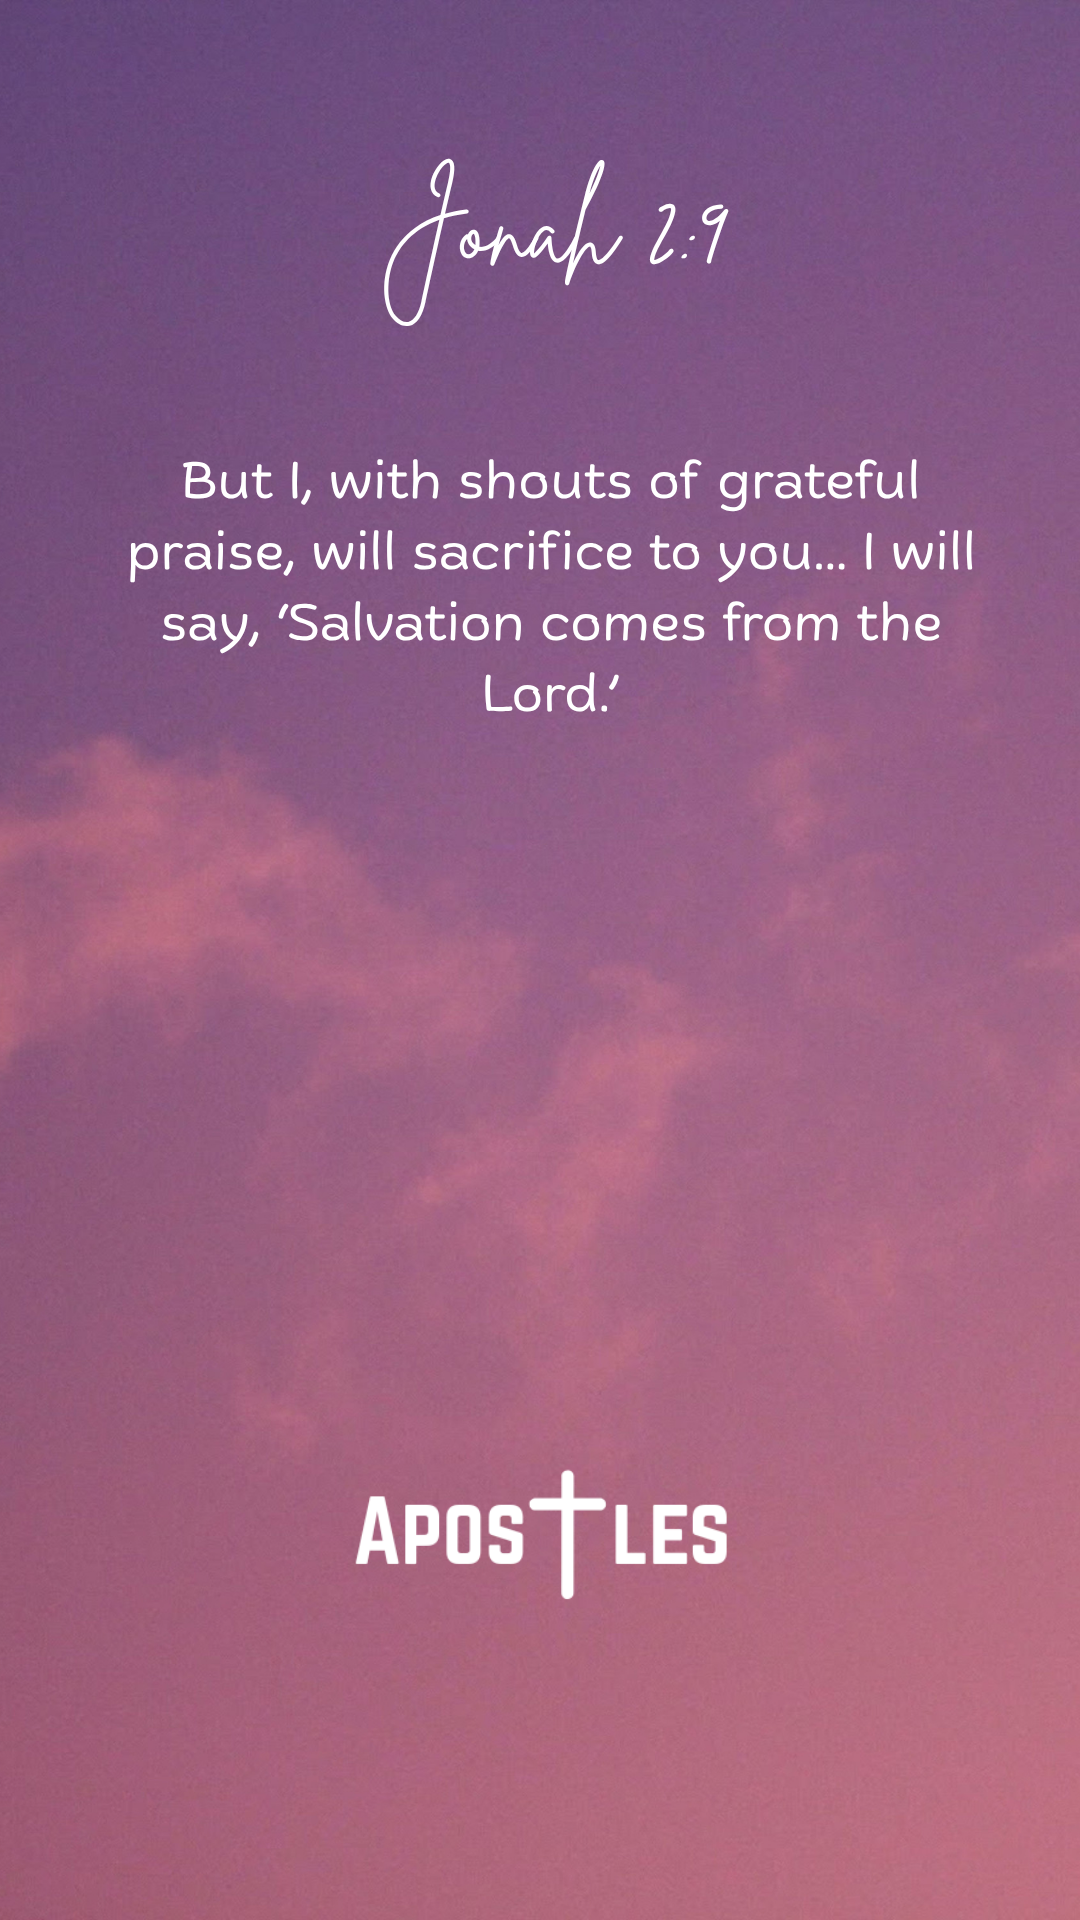 Jonah 2:9
But I, with shouts of grateful
praise, will sacrifice to you... I will
say, ‘Salvation comes from the
Lord.’
APOSTLES